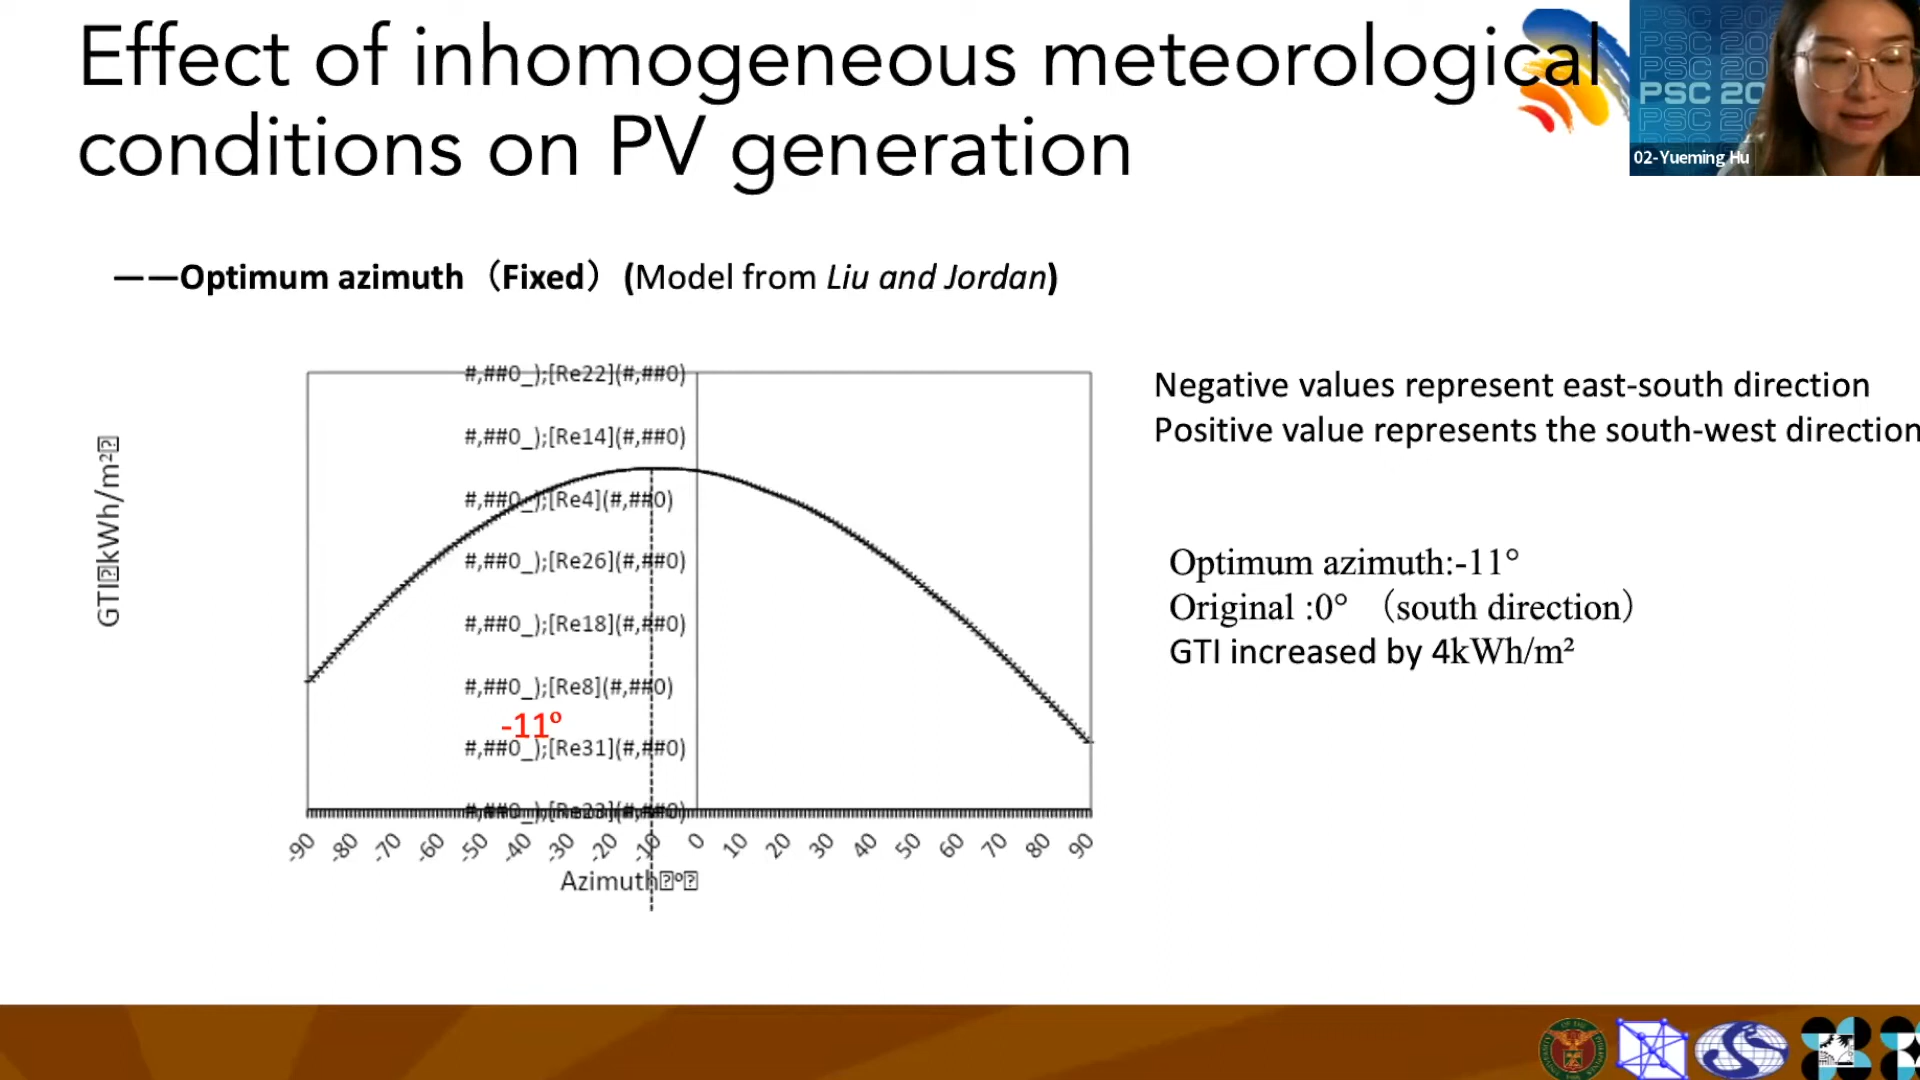 Effect of inhomogeneous meteorological
conditions on PV generation
PSC 20
02-Yueming Hu
——Optimum azimuth（Fixed）(Model from Liu and Jordan)
#,##0_);[Re22](#,##0)
#,##0_);[Re14](#,##0)
#,##0_);[Re4](#,##0)
#,##0_);[Re26](#,##0)
#,##0_);[Re18](#,##0)
#,##0_);[Re8](#,##0)
-11º
#,##0_);[Re31](#,##0)
#,##0_);[Re23](#,##0)
GTI kWh/m²
-90 -80 -70 -60 -50 -40 -30 -20 -10 0 10 20 30 40 50 60 70 80 90
Azimuth º
Negative values represent east-south direction
Positive value represents the south-west direction
Optimum azimuth:-11°
Original :0° （south direction）
GTI increased by 4kWh/m²